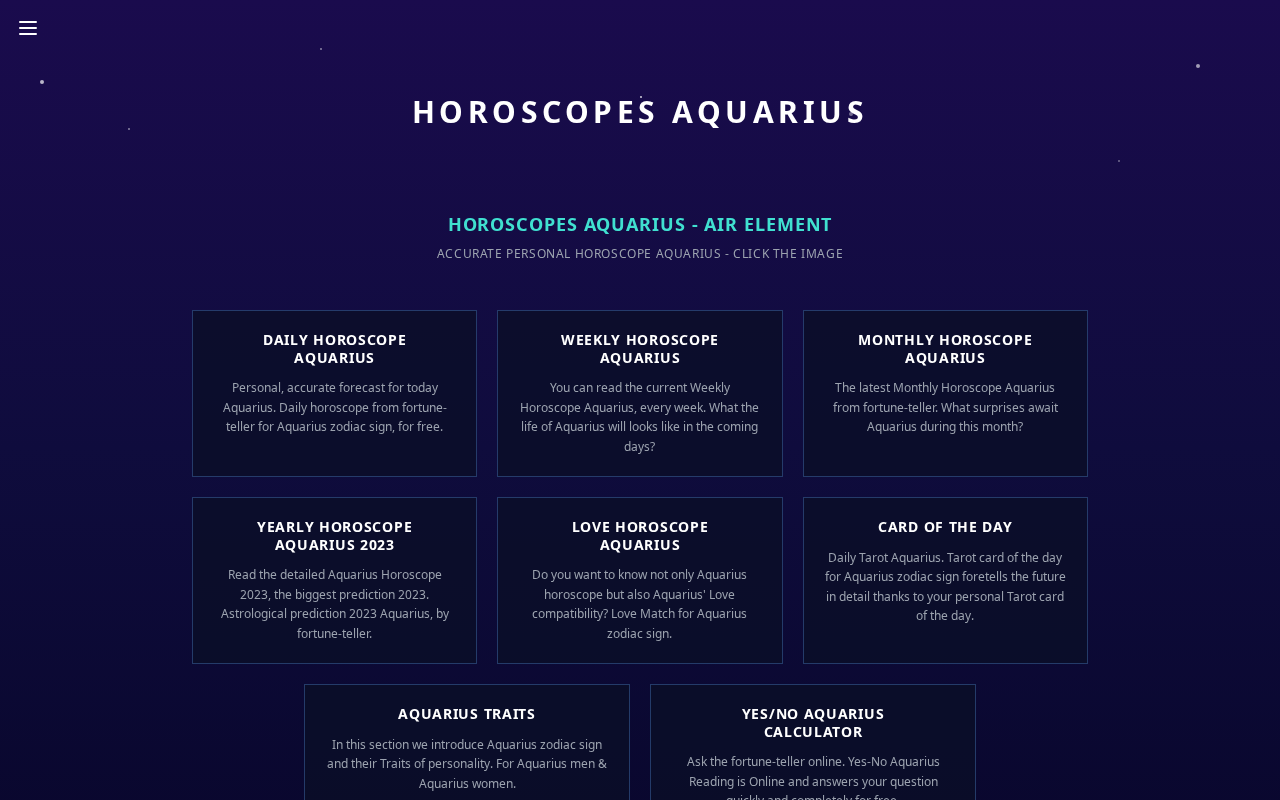 HOROSCOPES AQUARIUS
HOROSCOPES AQUARIUS - AIR ELEMENT
ACCURATE PERSONAL HOROSCOPE AQUARIUS - CLICK THE IMAGE
DAILY HOROSCOPE
AQUARIUS
Personal, accurate forecast for today
Aquarius. Daily horoscope from fortune-
teller for Aquarius zodiac sign, for free.
WEEKLY HOROSCOPE
AQUARIUS
You can read the current Weekly
Horoscope Aquarius, every week. What the
life of Aquarius will looks like in the coming
days?
MONTHLY HOROSCOPE
AQUARIUS
The latest Monthly Horoscope Aquarius
from fortune-teller. What surprises await
Aquarius during this month?
YEARLY HOROSCOPE
AQUARIUS 2023
Read the detailed Aquarius Horoscope
2023, the biggest prediction 2023.
Astrological prediction 2023 Aquarius, by
fortune-teller.
LOVE HOROSCOPE
AQUARIUS
Do you want to know not only Aquarius
horoscope but also Aquarius' Love
compatibility? Love Match for Aquarius
zodiac sign.
CARD OF THE DAY
Daily Tarot Aquarius. Tarot card of the day
for Aquarius zodiac sign foretells the future
in detail thanks to your personal Tarot card
of the day.
AQUARIUS TRAITS
In this section we introduce Aquarius zodiac sign
and their Traits of personality. For Aquarius men &
Aquarius women.
YES/NO AQUARIUS
CALCULATOR
Ask the fortune-teller online. Yes-No Aquarius
Reading is Online and answers your question
quickly and completely for free.